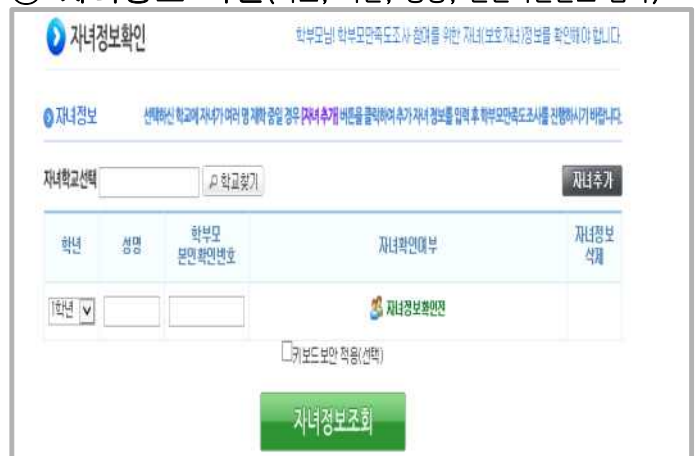 자녀정보확인
학부모님! 학부모만족도조사 참여를 위한 자녀(보호자녀)정보를 확인해야 합니다.
자녀정보
선택하신 학교에 자녀가 여러 명 재학 중일 경우 [자녀 추가] 버튼을 클릭하여 추가 자녀 정보를 입력 후 학부모만족도조사를 진행하시기 바랍니다.
자녀학교선택 학교찾기 자녀추가
학년 성명 학부모 본인확인번호 자녀확인여부 자녀정보 삭제
1학년 자녀정보확인전
키보드보안 적용(선택)
자녀정보조회